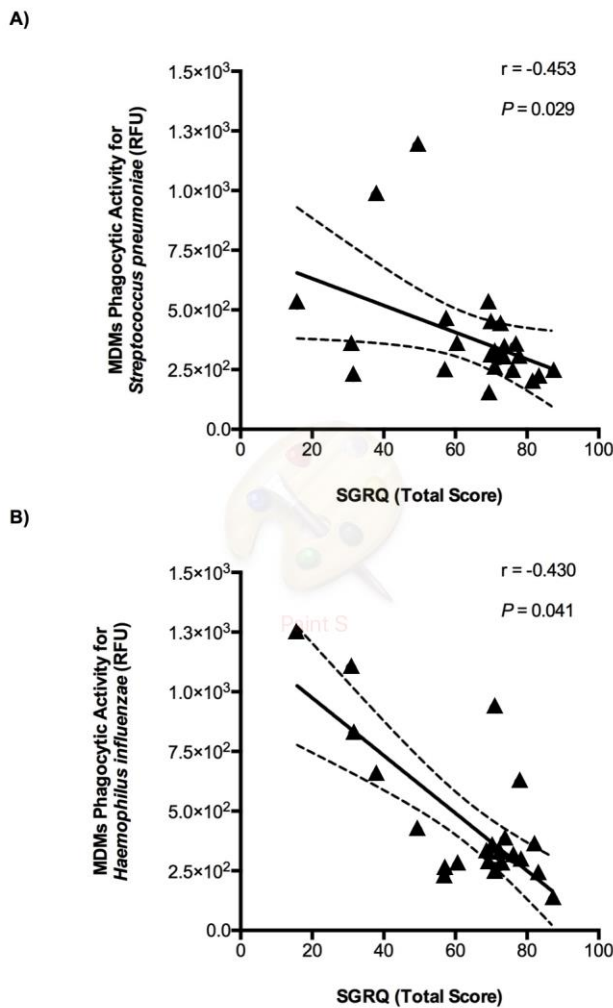 A)
r = -0.453
P = 0.029
MDMs Phagocytic Activity for
Streptococcus pneumoniae (RFU)
1.5×10³
1.3×10³
1.0×10³
7.5×10²
5.0×10²
2.5×10²
0.0
0 20 40 60 80 100
SGRQ (Total Score)
B)
r = -0.430
P = 0.041
MDMs Phagocytic Activity for
Haemophilus influenzae (RFU)
1.5×10³
1.3×10³
1.0×10³
7.5×10²
5.0×10²
2.5×10²
0.0
Paint S
0 20 40 60 80 100
SGRQ (Total Score)